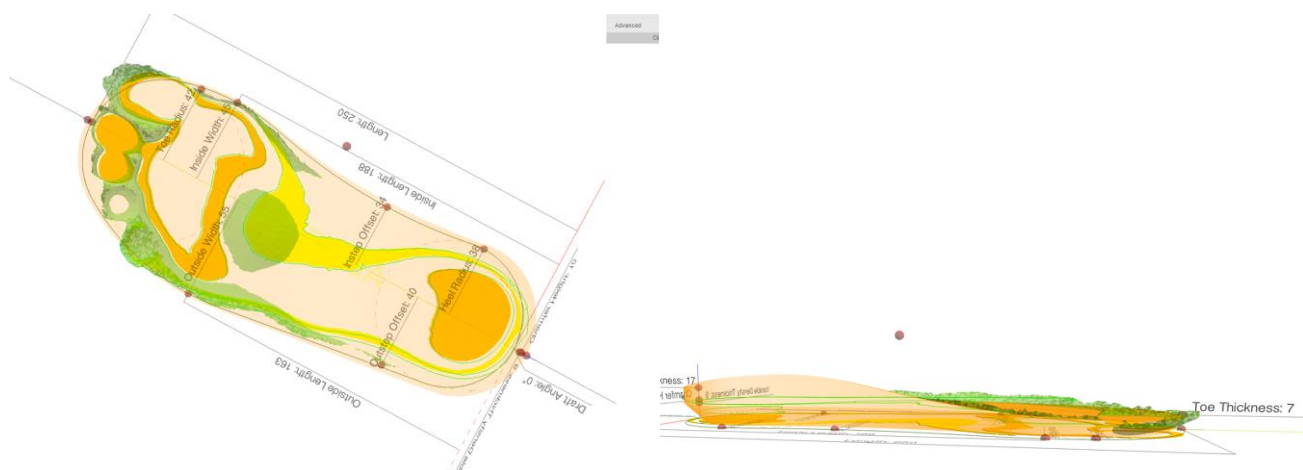 Advanced
Length: 250
Toe Radius: 42
Inside Width: 45
Inside Length: 188
Instep Offset: 34
Outside Width: 55
Heel Radius: 38
Outstep Offset: 40
Outside Length: 163
Draft Angle: 0°
Toe Thickness: 7